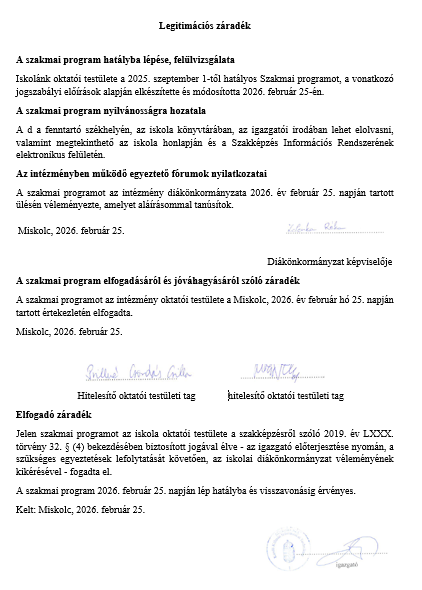 Legitimációs záradék
A szakmai program hatályba lépése, felülvizsgálata
Iskolánk oktatói testülete a 2025. szeptember 1-től hatályos Szakmai programot, a vonatkozó
jogszabályi előírások alapján elkészítette és módosította 2026. február 25-én.
A szakmai program nyilvánosságra hozatala
A d a fenntartó székhelyén, az iskola könyvtárában, az igazgatói irodában lehet elolvasni,
valamint megtekinthető az iskola honlapján és a Szakképzés Információs Rendszerének
elektronikus felületén.
Az intézményben működő egyeztető fórumok nyilatkozatai
A szakmai programot az intézmény diákönkormányzata 2026. év február 25. napján tartott
ülésén véleményezte, amelyet aláírásommal tanúsítok.
Miskolc, 2026. február 25.
Diákönkormányzat képviselője
A szakmai program elfogadásáról és jóváhagyásáról szóló záradék
A szakmai programot az intézmény oktatói testülete a Miskolc, 2026. év február hó 25. napján
tartott értekezletén elfogadta.
Miskolc, 2026. február 25.
Hitelesítő oktatói testületi tag hitelesítő oktatói testületi tag
Elfogadó záradék
Jelen szakmai programot az iskola oktatói testülete a szakképzésről szóló 2019. év LXXX.
törvény 32. § (4) bekezdésében biztosított jogával élve - az igazgató előterjesztése nyomán, a
szükséges egyeztetések lefolytatását követően, az iskolai diákönkormányzat véleményének
kikérésével - fogadta el.
A szakmai program 2026. február 25. napján lép hatályba és visszavonásig érvényes.
Kelt: Miskolc, 2026. február 25.
igazgató